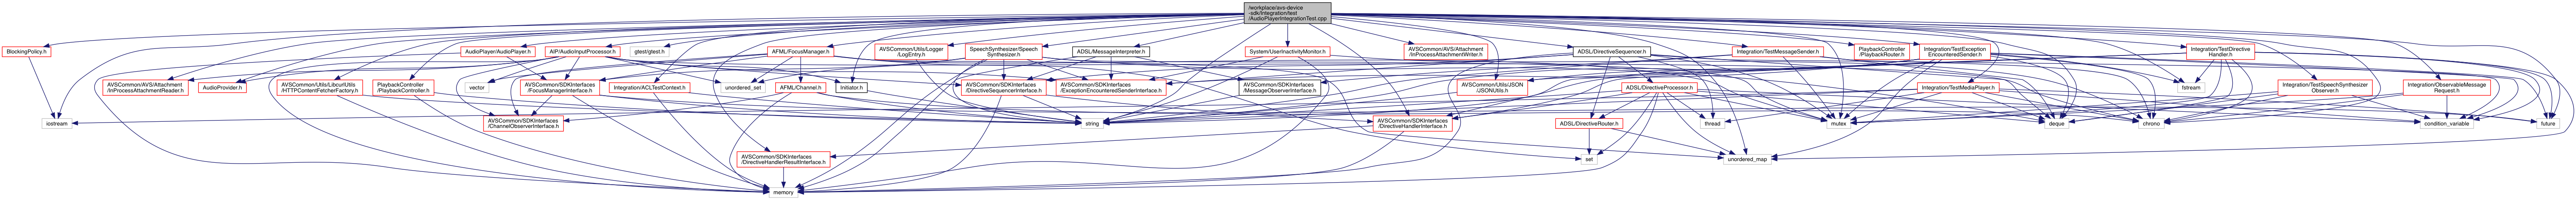 /workplace/avs-device
-sdk/Integration/test
/AudioPlayerIntegrationTest.cpp
BlockingPolicy.h
AudioPlayer/AudioPlayer.h
AIP/AudioInputProcessor.h
gtest/gtest.h
AFML/FocusManager.h
AVSCommon/Utils/Logger
/LogEntry.h
SpeechSynthesizer/Speech
Synthesizer.h
ADSL/MessageInterpreter.h
System/UserInactivityMonitor.h
AVSCommon/AVS/Attachment
/InProcessAttachmentWriter.h
ADSL/DirectiveSequencer.h
Integration/TestMessageSender.h
PlaybackController
/PlaybackRouter.h
Integration/TestException
EncounteredSender.h
Integration/TestDirective
Handler.h
AVSCommon/AVS/Attachment
/InProcessAttachmentReader.h
AudioProvider.h
AVSCommon/Utils/LibcurlUtils
/HTTPContentFetcherFactory.h
PlaybackController
/PlaybackController.h
vector
AVSCommon/SDKInterfaces
/FocusManagerInterface.h
Integration/ACLTestContext.h
unordered_set
AFML/Channel.h
Initiator.h
AVSCommon/SDKInterfaces
/DirectiveSequencerInterface.h
AVSCommon/SDKInterfaces
/ExceptionEncounteredSenderInterface.h
AVSCommon/SDKInterfaces
/MessageObserverInterface.h
AVSCommon/Utils/JSON
/JSONUtils.h
ADSL/DirectiveProcessor.h
Integration/TestMediaPlayer.h
fstream
Integration/TestSpeechSynthesizer
Observer.h
Integration/ObservableMessage
Request.h
iostream
AVSCommon/SDKInterfaces
/ChannelObserverInterface.h
string
AVSCommon/SDKInterfaces
/DirectiveHandlerInterface.h
ADSL/DirectiveRouter.h
thread
mutex
deque
chrono
condition_variable
future
AVSCommon/SDKInterfaces
/DirectiveHandlerResultInterface.h
set
unordered_map
memory